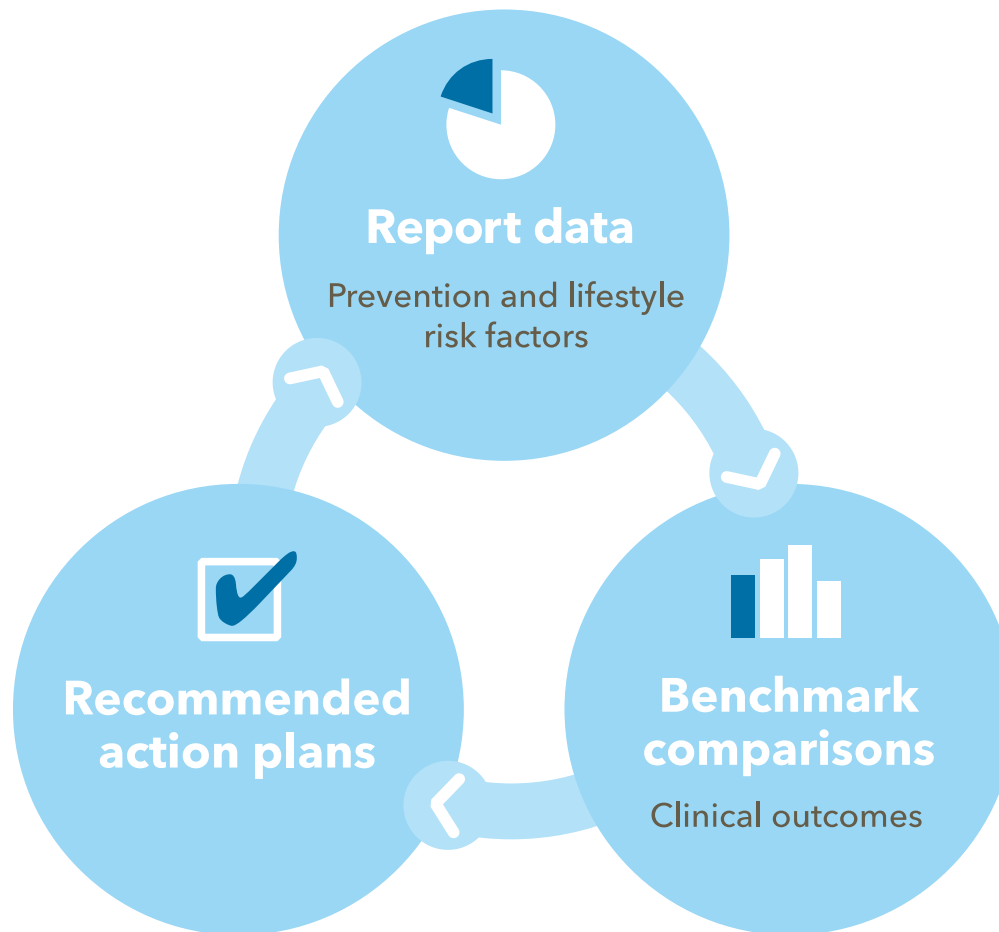 Report data
Prevention and lifestyle
risk factors
Recommended
action plans
Benchmark
comparisons
Clinical outcomes